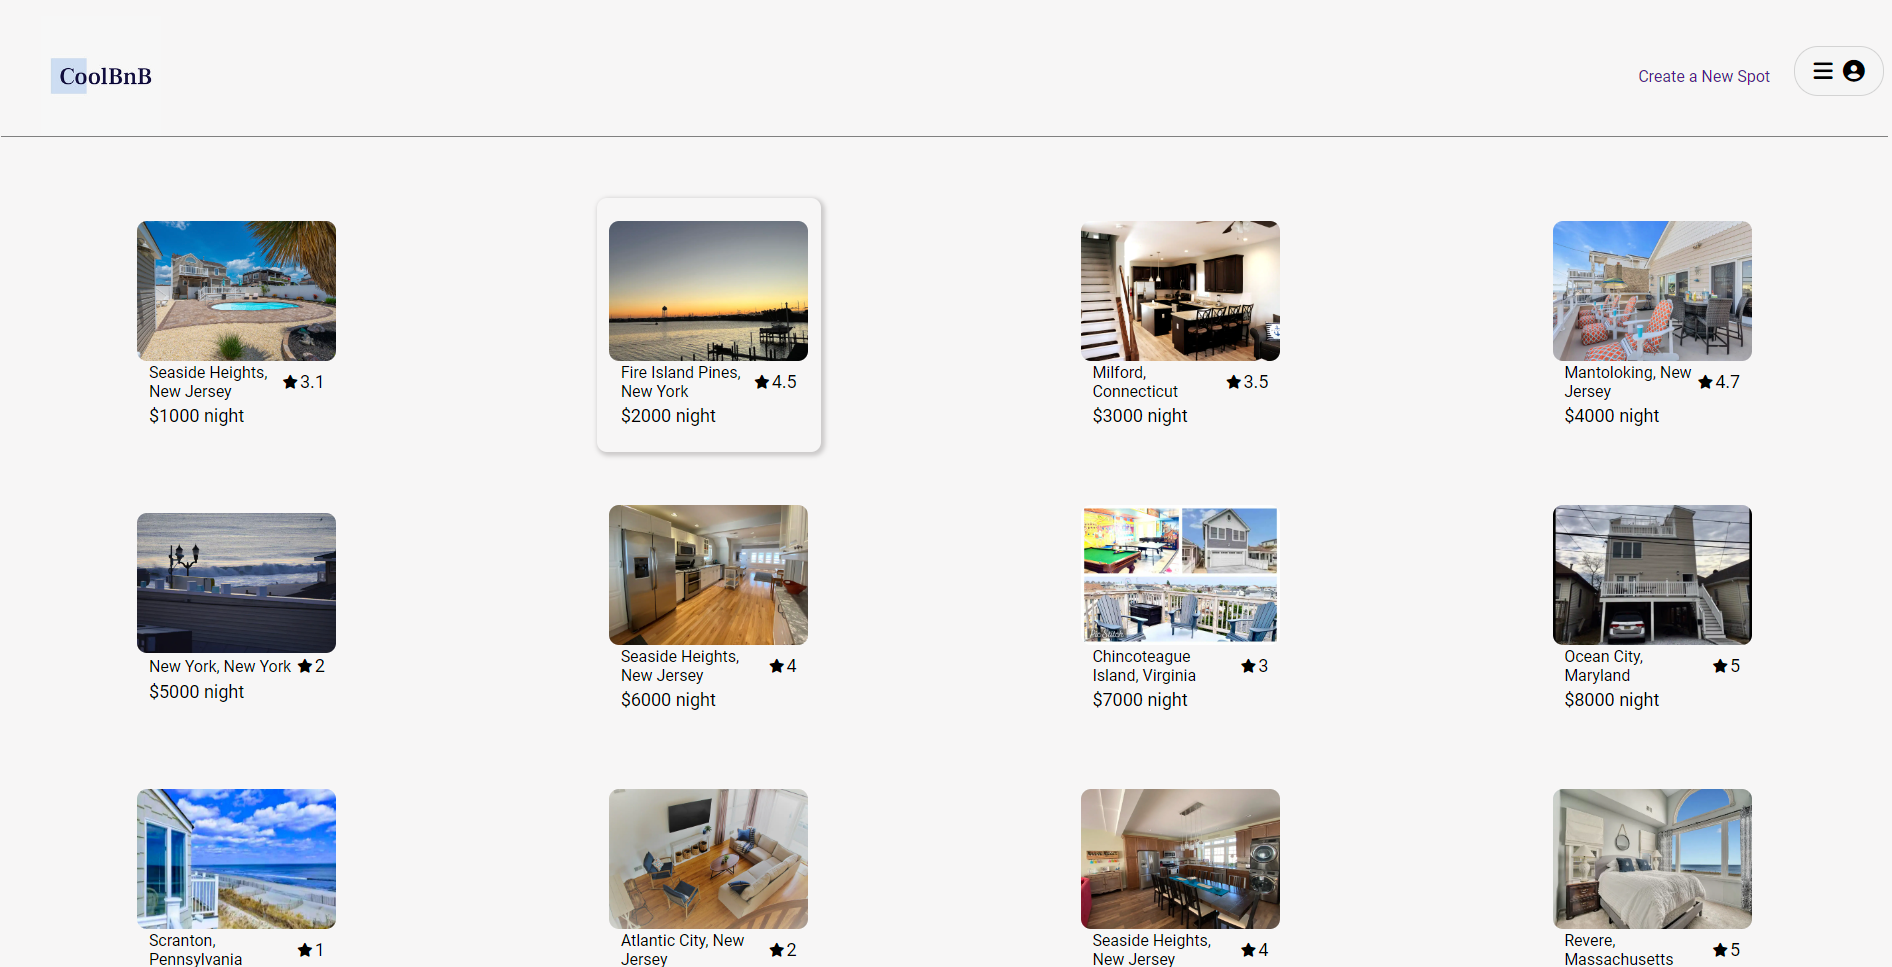 CoolBnB
Create a New Spot
Seaside Heights,
New Jersey
3.1
$1000 night
Fire Island Pines,
New York
4.5
$2000 night
Milford,
Connecticut
3.5
$3000 night
Mantoloking, New
Jersey
4.7
$4000 night
New York, New York
2
$5000 night
Seaside Heights,
New Jersey
4
$6000 night
PicStitch
Chincoteague
Island, Virginia
3
$7000 night
Ocean City,
Maryland
5
$8000 night
Scranton,
Pennsylvania
1
Atlantic City, New
Jersey
2
Seaside Heights,
New Jersey
4
Revere,
Massachusetts
5